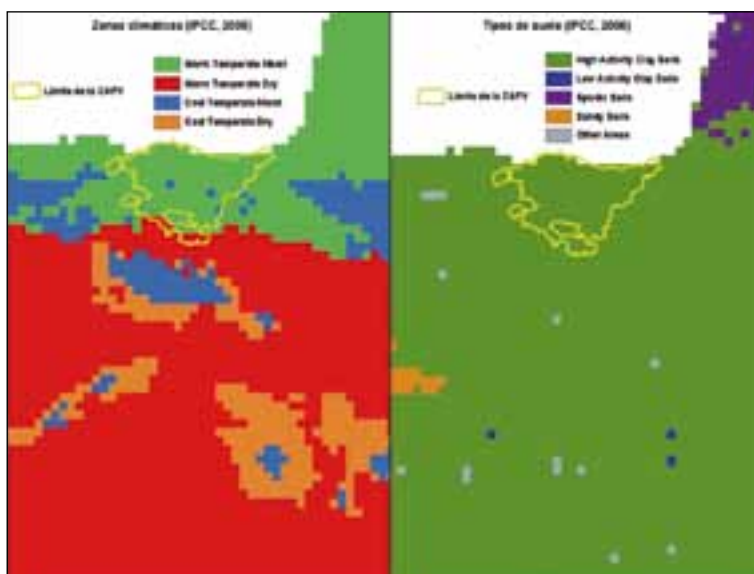 Zonas climáticas (IPCC, 2006)
Warm Temperate Moist
Warm Temperate Dry
Límite de la CAPV
Cool Temperate Moist
Cool Temperate Dry
Tipos de suelo (IPCC, 2006)
High Activity Clay Soils
Low Activity Clay Soils
Límite de la CAPV
Spodic Soils
Sandy Soils
Other Areas